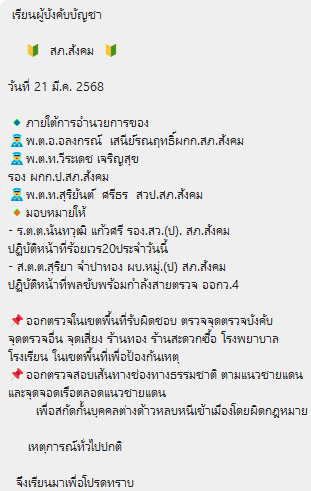 เรียนผู้บังคับบัญชา
🔰 สภ.สังคม 🔰
วันที่ 21 มี.ค. 2568
🔹ภายใต้การอำนวยการของ
👮พ.ต.อ.อลงกรณ์ เสนีย์รณฤทธิ์ผกก.สภ.สังคม
👮พ.ต.ท.วีระเดช เจริญสุข
รอง ผกก.ป.สภ.สังคม
👮พ.ต.ท.สุริยันต์ ศรีธร สวป.สภ.สังคม
🔸มอบหมายให้
- ร.ต.ต.นันทวุฒิ แก้วศรี รอง.สว.(ป). สภ.สังคม
ปฏิบัติหน้าที่ร้อยเวร20ประจำวันนี้
- ส.ต.ต.สุริยา จำปาทอง ผบ.หมู่.(ป) สภ.สังคม
ปฏิบัติหน้าที่พลขับพร้อมกำลังสายตรวจ ออกว.4
📌ออกตรวจในเขตพื้นที่รับผิดชอบ ตรวจจุดตรวจบังคับ
จุดตรวจอื่น จุดเสี่ยง ร้านทอง ร้านสะดวกซื้อ โรงพยาบาล
โรงเรียน ในเขตพื้นที่เพื่อป้องกันเหตุ
📌ออกตรวจสอบเส้นทางช่องทางธรรมชาติ ตามแนวชายแดน
และจุดจอดเรือตลอดแนวชายแดน
เพื่อสกัดกั้นบุคคลต่างด้าวหลบหนีเข้าเมืองโดยผิดกฎหมาย
เหตุการณ์ทั่วไปปกติ
จึงเรียนมาเพื่อโปรดทราบ